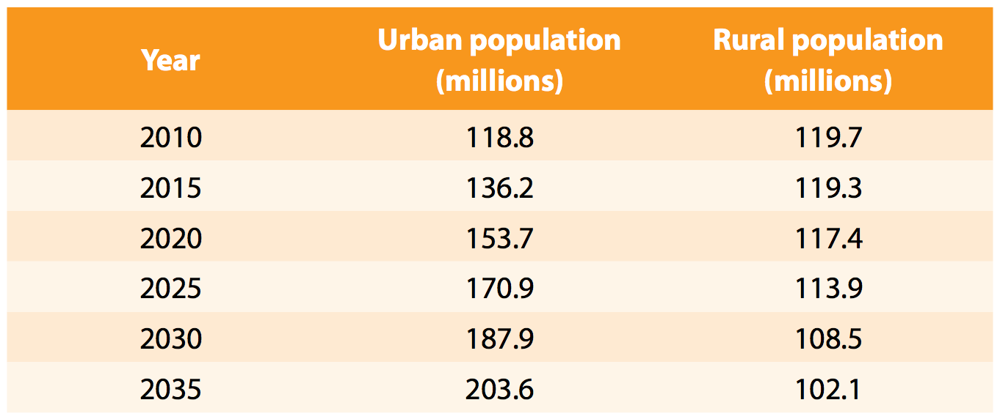 Year Urban population (millions) Rural population (millions)
2010 118.8 119.7
2015 136.2 119.3
2020 153.7 117.4
2025 170.9 113.9
2030 187.9 108.5
2035 203.6 102.1